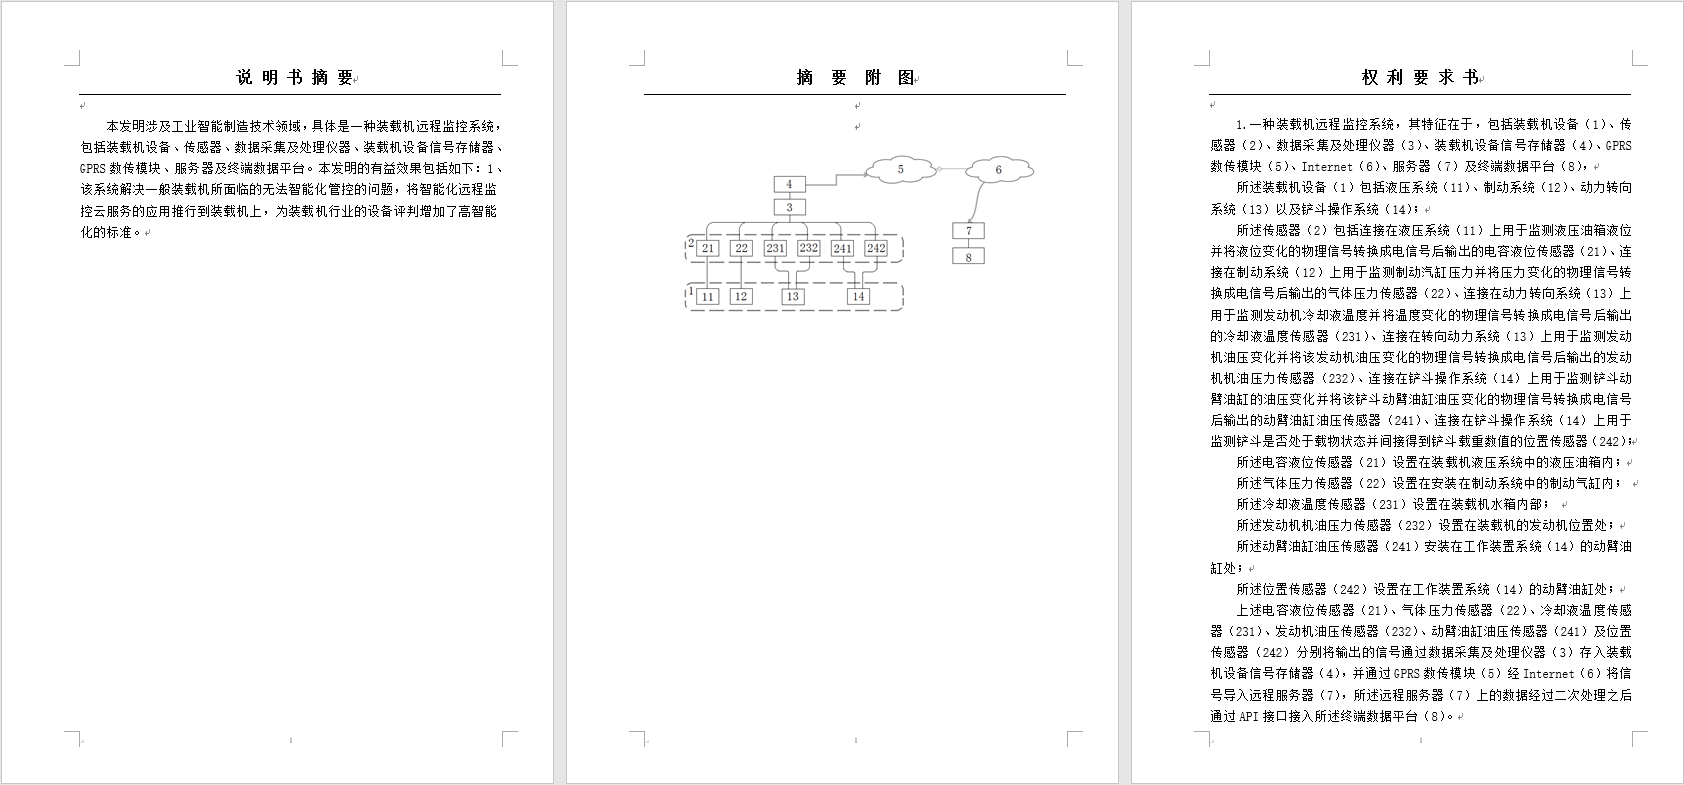 说 明 书 摘 要
本发明涉及工业智能制造技术领域，具体是一种装载机远程监控系统，
包括装载机设备、传感器、数据采集及处理仪器、装载机设备信号存储器、
GPRS 数传模块、服务器及终端数据平台。本发明的有益效果包括如下：1、
该系统解决一般装载机所面临的无法智能化管控的问题，将智能化远程监
控云服务的应用推行到装载机上，为装载机行业的设备评判增加了高智能
化的标准。
1
摘 要 附 图
5
6
4
3
7
8
2
21 22 231 232 241 242
1
11 12 13 14
1
权 利 要 求 书
1.一种装载机远程监控系统，其特征在于，包括装载机设备（1）、传
感器（2）、数据采集及处理仪器（3）、装载机设备信号存储器（4）、GPRS
数传模块（5）、Internet（6）、服务器（7）及终端数据平台（8），
所述装载机设备（1）包括液压系统（11）、制动系统（12）、动力转向
系统（13）以及铲斗操作系统（14）；
所述传感器（2）包括连接在液压系统（11）上用于监测液压油箱液位
并将液位变化的物理信号转换成电信号后输出的电容液位传感器（21）、连
接在制动系统（12）上用于监测制动汽缸压力并将压力变化的物理信号转
换成电信号后输出的气体压力传感器（22）、连接在动力转向系统（13）上
用于监测发动机冷却液温度并将温度变化的物理信号转换成电信号后输出
的冷却液温度传感器（231）、连接在转向动力系统（13）上用于监测发动
机油压变化并将该发动机油压变化的物理信号转换成电信号后输出的发动
机机油压力传感器（232）、连接在铲斗操作系统（14）上用于监测铲斗动
臂油缸的油压变化并将该铲斗动臂油缸油压变化的物理信号转换成电信号
后输出的动臂油缸油压传感器（241）、连接在铲斗操作系统（14）上用于
监测铲斗是否处于载物状态并间接得到铲斗载重数值的位置传感器（242）；
所述电容液位传感器（21）设置在装载机液压系统中的液压油箱内；
所述气体压力传感器（22）设置在安装在制动系统中的制动气缸内；
所述冷却液温度传感器（231）设置在装载机水箱内部；
所述发动机机油压力传感器（232）设置在装载机的发动机位置处；
所述动臂油缸油压传感器（241）安装在工作装置系统（14）的动臂油
缸处；
所述位置传感器（242）设置在工作装置系统（14）的动臂油缸处；
上述电容液位传感器（21）、气体压力传感器（22）、冷却液温度传感
器（231）、发动机油压传感器（232）、动臂油缸油压传感器（241）及位置
传感器（242）分别将输出的信号通过数据采集及处理仪器（3）存入装载
机设备信号存储器（4），并通过 GPRS 数传模块（5）经 Internet（6）将信
号导入远程服务器（7），所述远程服务器（7）上的数据经过二次处理之后
通过 API 接口接入所述终端数据平台（8）。
1